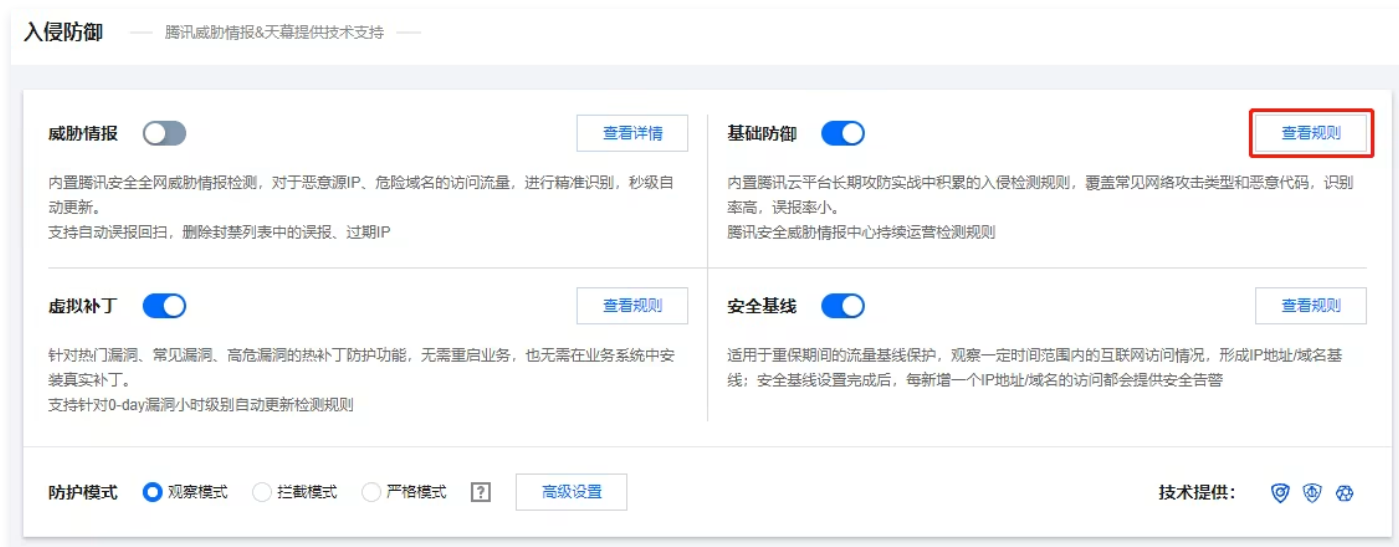 入侵防御
腾讯威胁情报&天幕提供技术支持
威胁情报
查看详情
内置腾讯安全全网威胁情报检测，对于恶意源IP、危险域名的访问流量，进行精准识别，秒级自
动更新。
支持自动误报回扫，删除封禁列表中的误报、过期IP
基础防御
查看规则
内置腾讯云平台长期攻防实战中积累的入侵检测规则，覆盖常见网络攻击类型和恶意代码，识别
率高，误报率小。
腾讯安全威胁情报中心持续运营检测规则
虚拟补丁
查看规则
针对热门漏洞、常见漏洞、高危漏洞的热补丁防护功能，无需重启业务，也无需在业务系统中安
装真实补丁。
支持针对0-day漏洞小时级别自动更新检测规则
安全基线
查看规则
适用于重保期间的流量基线保护，观察一定时间范围内的互联网访问情况，形成IP地址/域名基
线；安全基线设置完成后，每新增一个IP地址/域名的访问都会提供安全告警
防护模式
观察模式
拦截模式
严格模式
?
高级设置
技术提供：